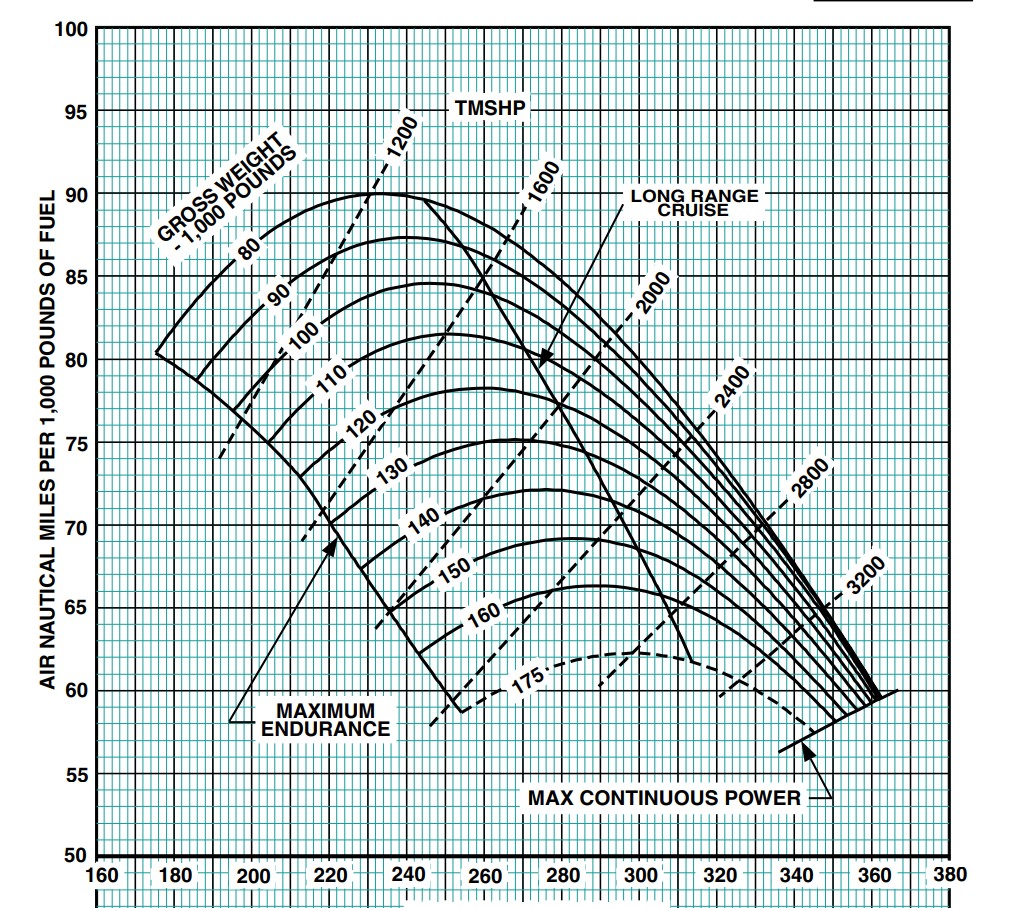 100
95
90
85
80
75
70
65
60
55
50
AIR NAUTICAL MILES PER 1,000 POUNDS OF FUEL
TMSHP
1200
1600
2000
2400
2800
3200
GROSS WEIGHT
- 1,000 POUNDS
80
90
100
110
120
130
140
150
160
175
LONG RANGE
CRUISE
MAXIMUM
ENDURANCE
MAX CONTINUOUS POWER
160 180 200 220 240 260 280 300 320 340 360 380